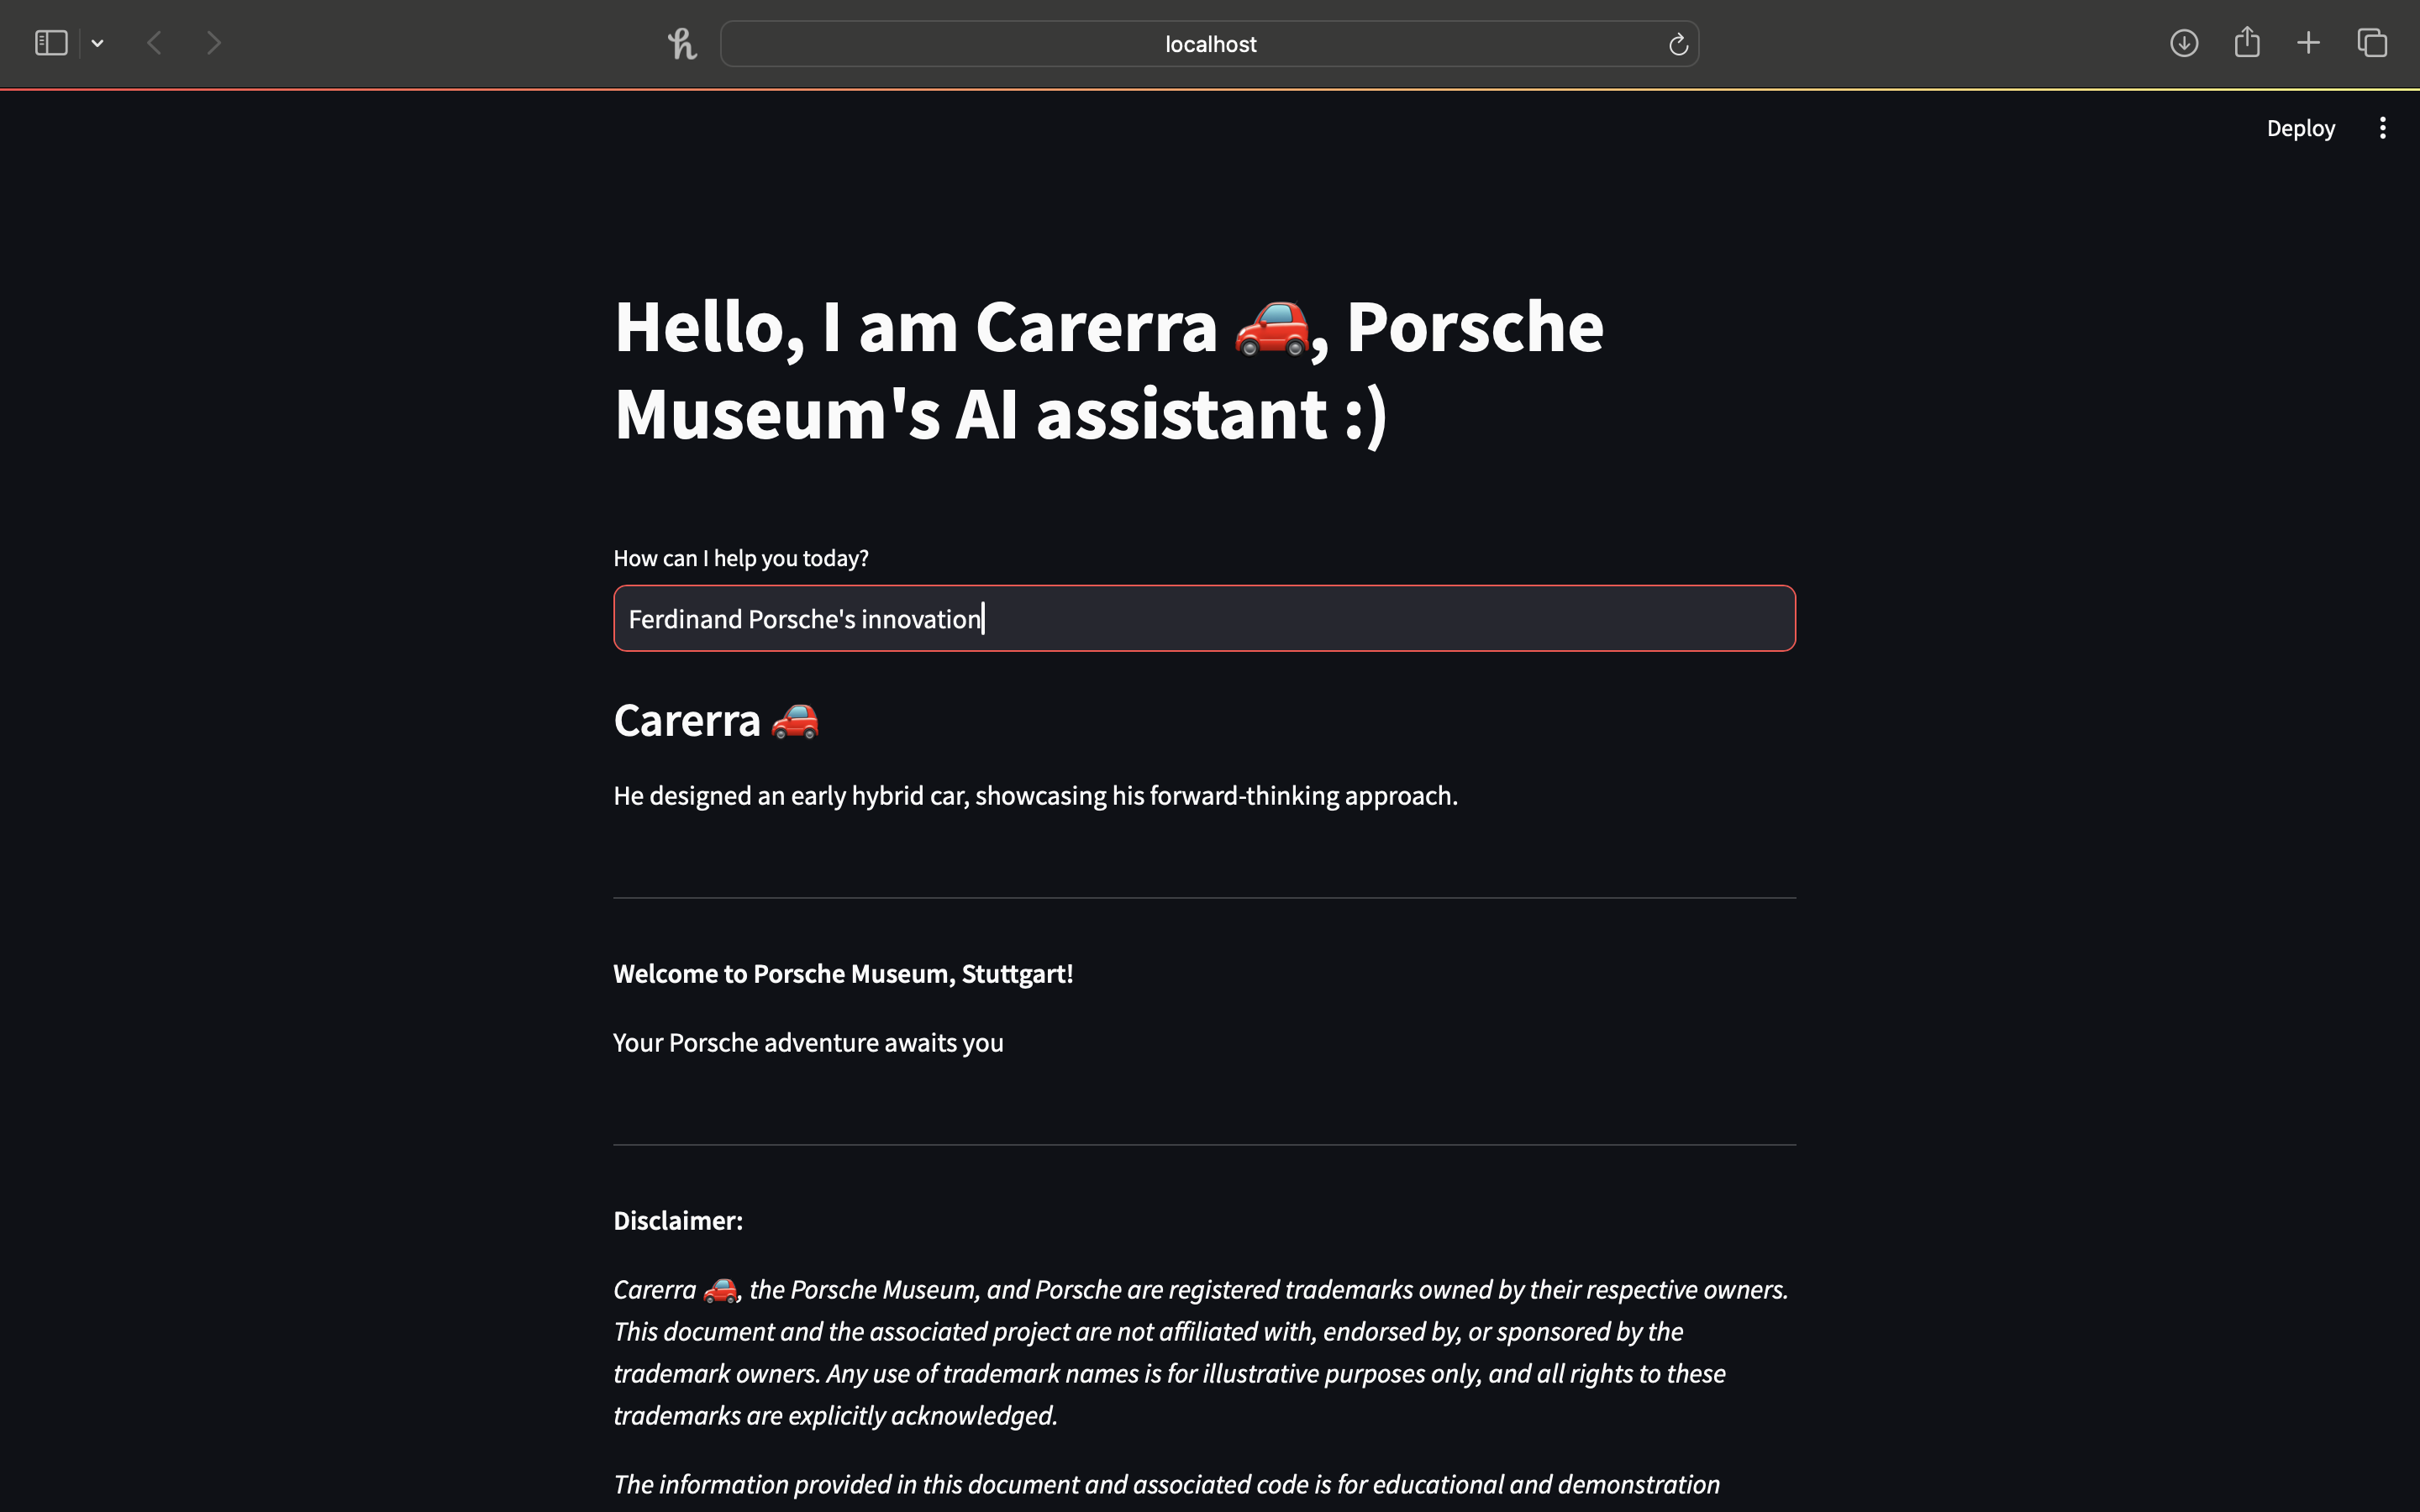 localhost
Deploy
Hello, I am Carerra 🚗, Porsche
Museum's AI assistant :)
How can I help you today?
Ferdinand Porsche's innovation
Carerra 🚗
He designed an early hybrid car, showcasing his forward-thinking approach.
Welcome to Porsche Museum, Stuttgart!
Your Porsche adventure awaits you
Disclaimer:
Carerra 🚗, the Porsche Museum, and Porsche are registered trademarks owned by their respective owners.
This document and the associated project are not affiliated with, endorsed by, or sponsored by the
trademark owners. Any use of trademark names is for illustrative purposes only, and all rights to these
trademarks are explicitly acknowledged.
The information provided in this document and associated code is for educational and demonstration